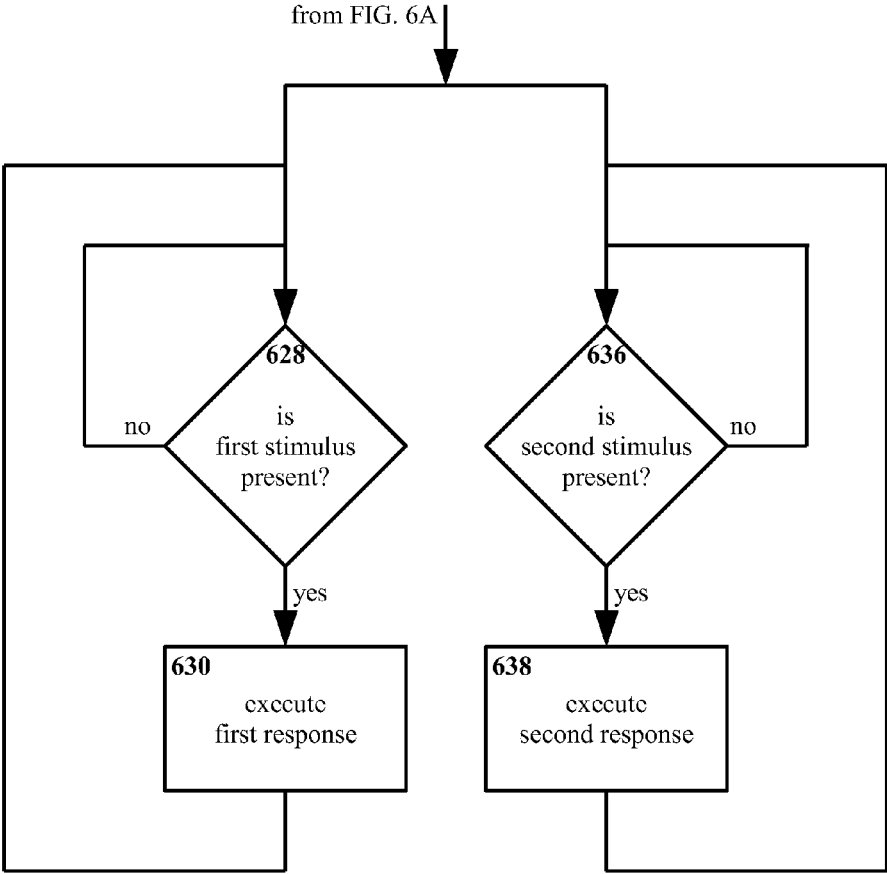 from FIG. 6A
628
is
first stimulus
present?
no
yes
630
execute
first response
636
is
second stimulus
present?
no
yes
638
execute
second response